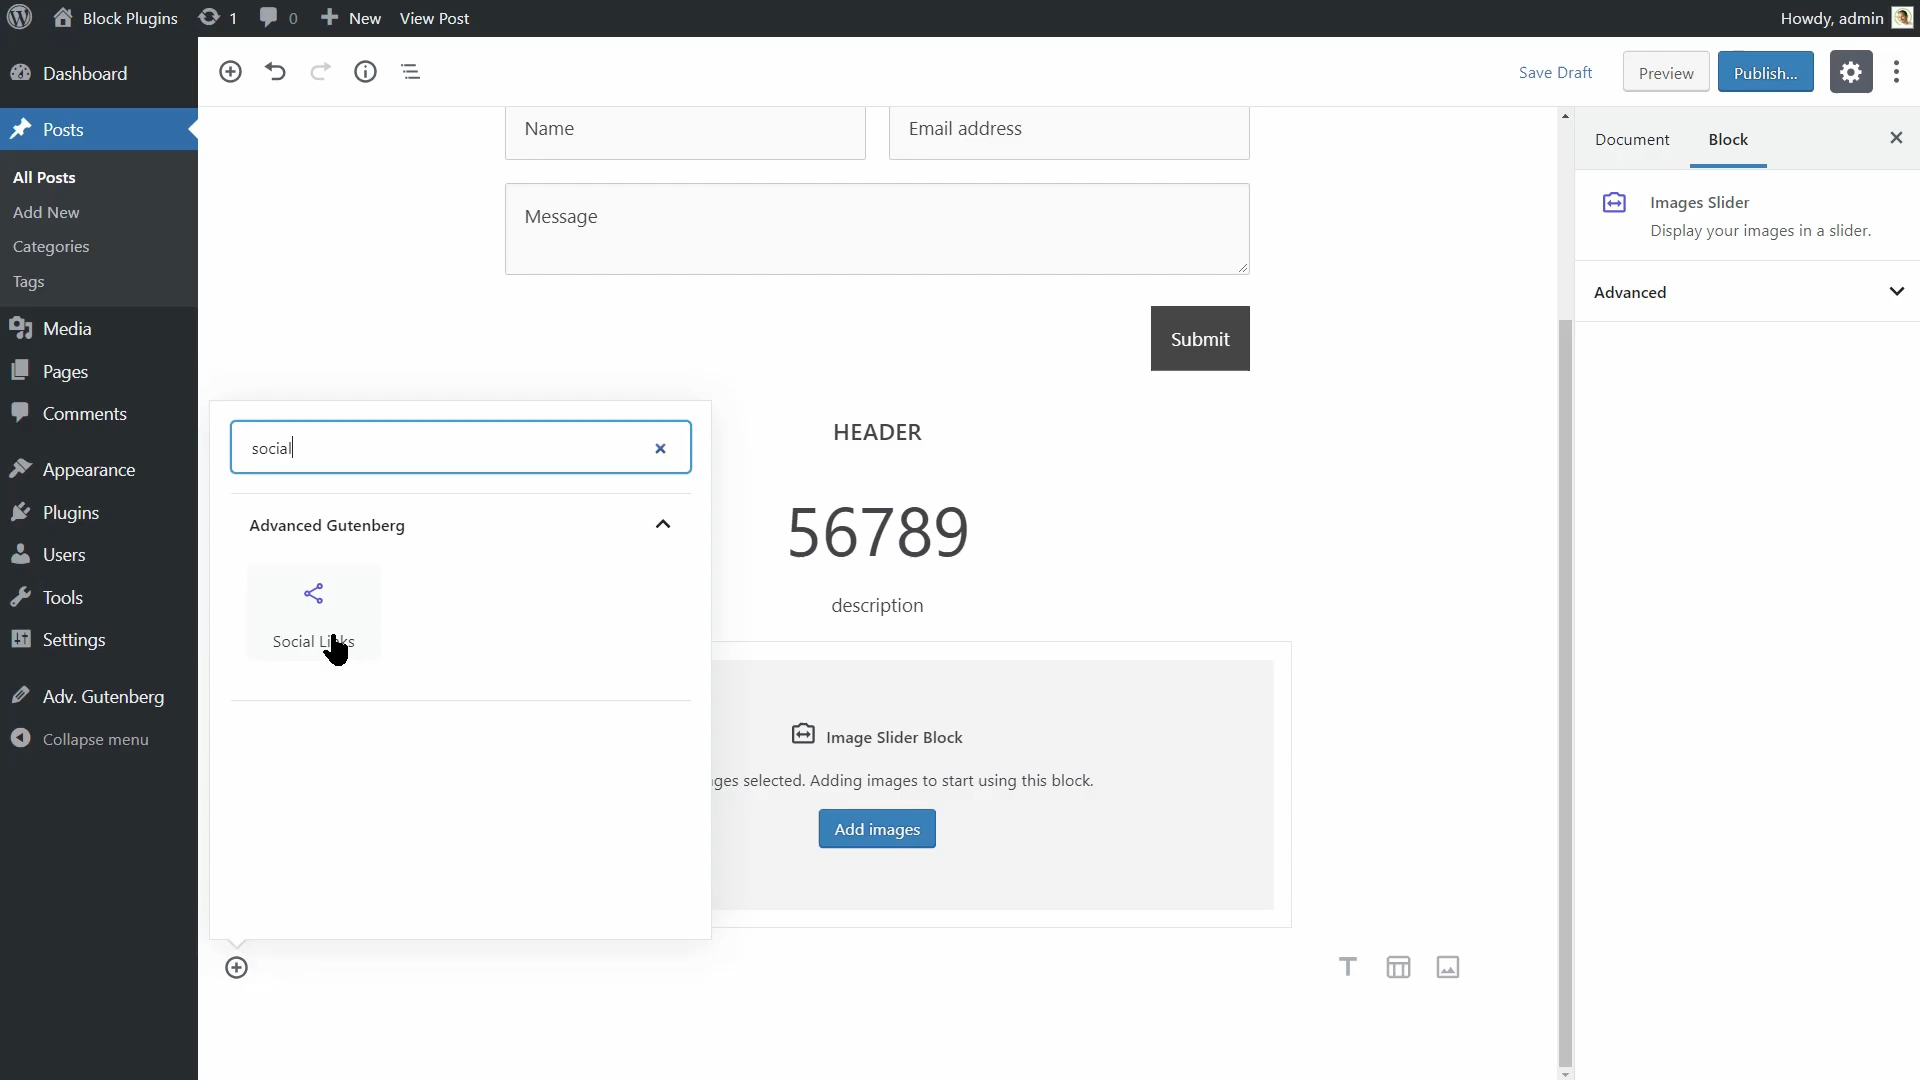 Block Plugins 1 0 New View Post Howdy, admin
Dashboard
Posts
All Posts
Add New
Categories
Tags
Media
Pages
Comments
Appearance
Plugins
Users
Tools
Settings
Adv. Gutenberg
Collapse menu
Save Draft Preview Publish...
Name Email address
Message
Submit
social
Advanced Gutenberg
Social Links
HEADER
56789
description
Image Slider Block
selected. Adding images to start using this block.
Add images
Document Block
Images Slider
Display your images in a slider.
Advanced